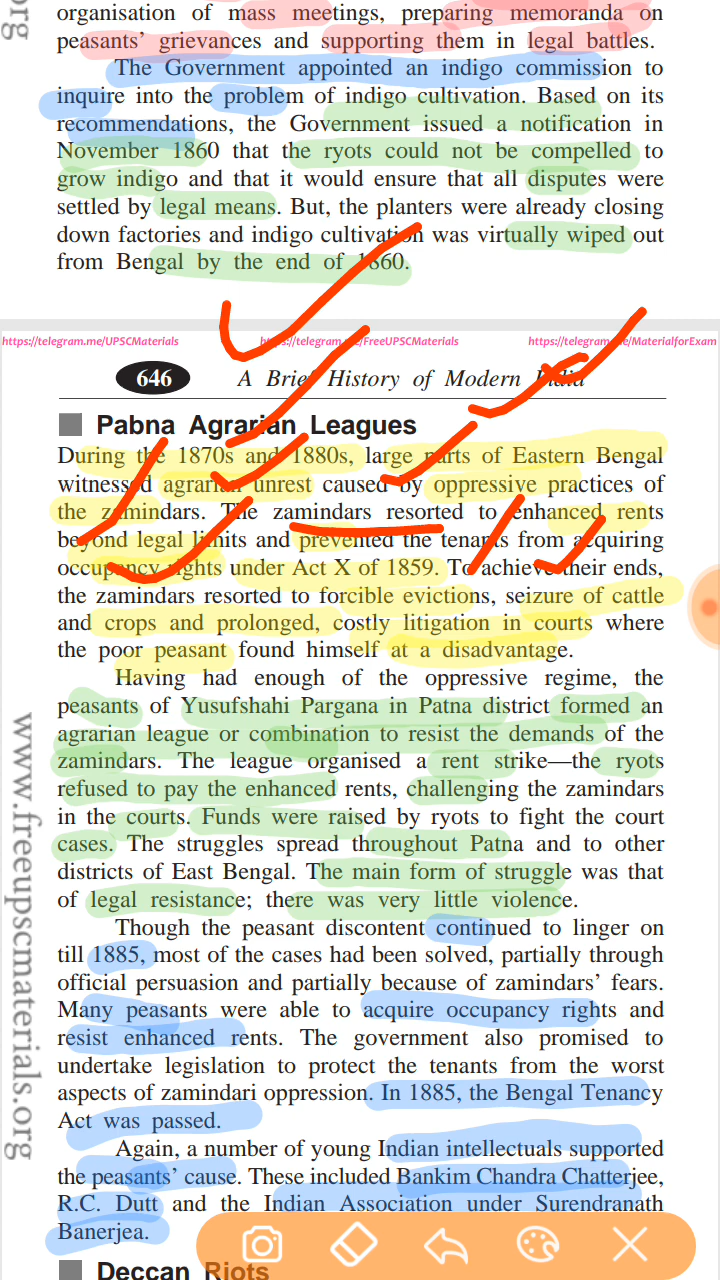 organisation of mass meetings, preparing memoranda on
peasants' grievances and supporting them in legal battles.
The Government appointed an indigo commission to
inquire into the problem of indigo cultivation. Based on its
recommendations, the Government issued a notification in
November 1860 that the ryots could not be compelled to
grow indigo and that it would ensure that all disputes were
settled by legal means. But, the planters were already closing
down factories and indigo cultivation was virtually wiped out
from Bengal by the end of 1860.
https://telegram.me/UPSCMaterials https://telegram.me/FreeUPSCMaterials https://telegram.me/MaterialforExam
646 A Brief History of Modern India
Pabna Agrarian Leagues
During the 1870s and 1880s, large parts of Eastern Bengal
witnessed agrarian unrest caused by oppressive practices of
the zamindars. The zamindars resorted to enhanced rents
beyond legal limits and prevented the tenants from acquiring
occupancy rights under Act X of 1859. To achieve their ends,
the zamindars resorted to forcible evictions, seizure of cattle
and crops and prolonged, costly litigation in courts where
the poor peasant found himself at a disadvantage.
Having had enough of the oppressive regime, the
peasants of Yusufshahi Pargana in Patna district formed an
agrarian league or combination to resist the demands of the
zamindars. The league organised a rent strike—the ryots
refused to pay the enhanced rents, challenging the zamindars
in the courts. Funds were raised by ryots to fight the court
cases. The struggles spread throughout Patna and to other
districts of East Bengal. The main form of struggle was that
of legal resistance; there was very little violence.
Though the peasant discontent continued to linger on
till 1885, most of the cases had been solved, partially through
official persuasion and partially because of zamindars' fears.
Many peasants were able to acquire occupancy rights and
resist enhanced rents. The government also promised to
undertake legislation to protect the tenants from the worst
aspects of zamindari oppression. In 1885, the Bengal Tenancy
Act was passed.
Again, a number of young Indian intellectuals supported
the peasants' cause. These included Bankim Chandra Chatterjee,
R.C. Dutt and the Indian Association under Surendranath
Banerjea.
Deccan Riots
org
www.freeupscmaterials.org